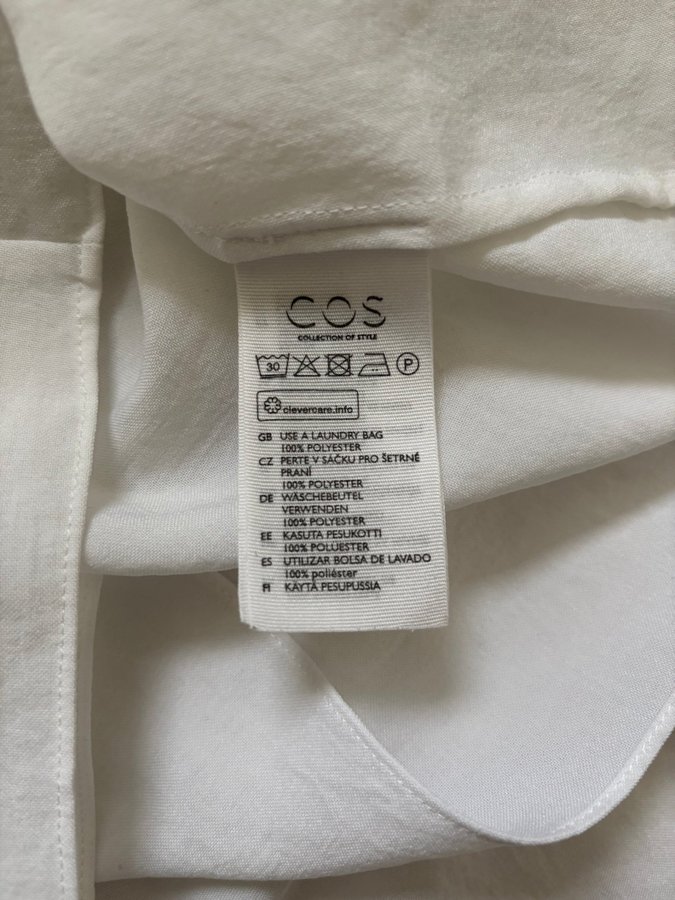 COS
COLLECTION OF STYLE
30
P
clevercare.info
GB USE A LAUNDRY BAG
100% POLYESTER
CZ PERTE V SÁČKU PRO ŠETRNÉ
PRANÍ
100% POLYESTER
DE WÄSCHEBEUTEL
VERWENDEN
100% POLYESTER
EE KASUTA PESUKOTTI
100% POLÜESTER
ES UTILIZAR BOLSA DE LAVADO
100% poliéster
FI KÄYTÄ PESUPUSSIA